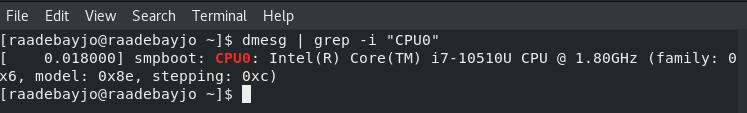 File Edit View Search Terminal Help
[raadebayjo@raadebayjo ~]$ dmesg | grep -i "CPU0"
[    0.018000] smpboot: CPU0: Intel(R) Core(TM) i7-10510U CPU @ 1.80GHz (family: 0
x6, model: 0x8e, stepping: 0xc)
[raadebayjo@raadebayjo ~]$